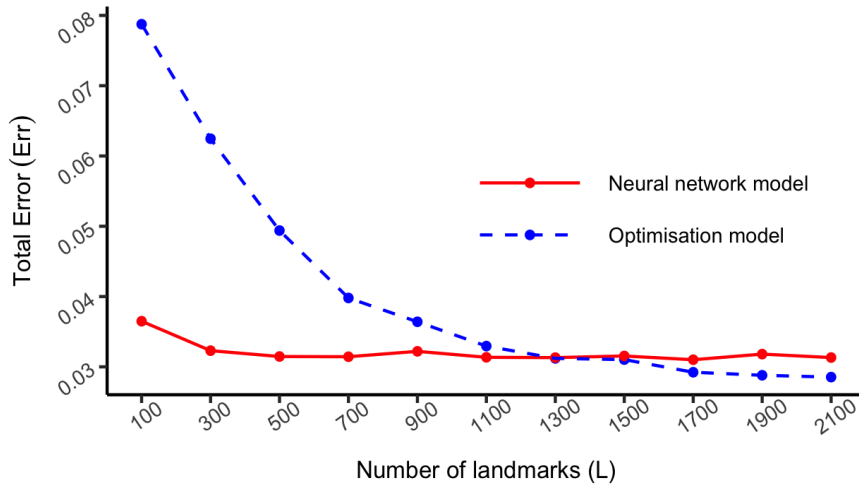 0.08
0.07
0.06
0.05
0.04
0.03
Total Error (Err)
Neural network model
Optimisation model
100 300 500 700 900 1100 1300 1500 1700 1900 2100
Number of landmarks (L)